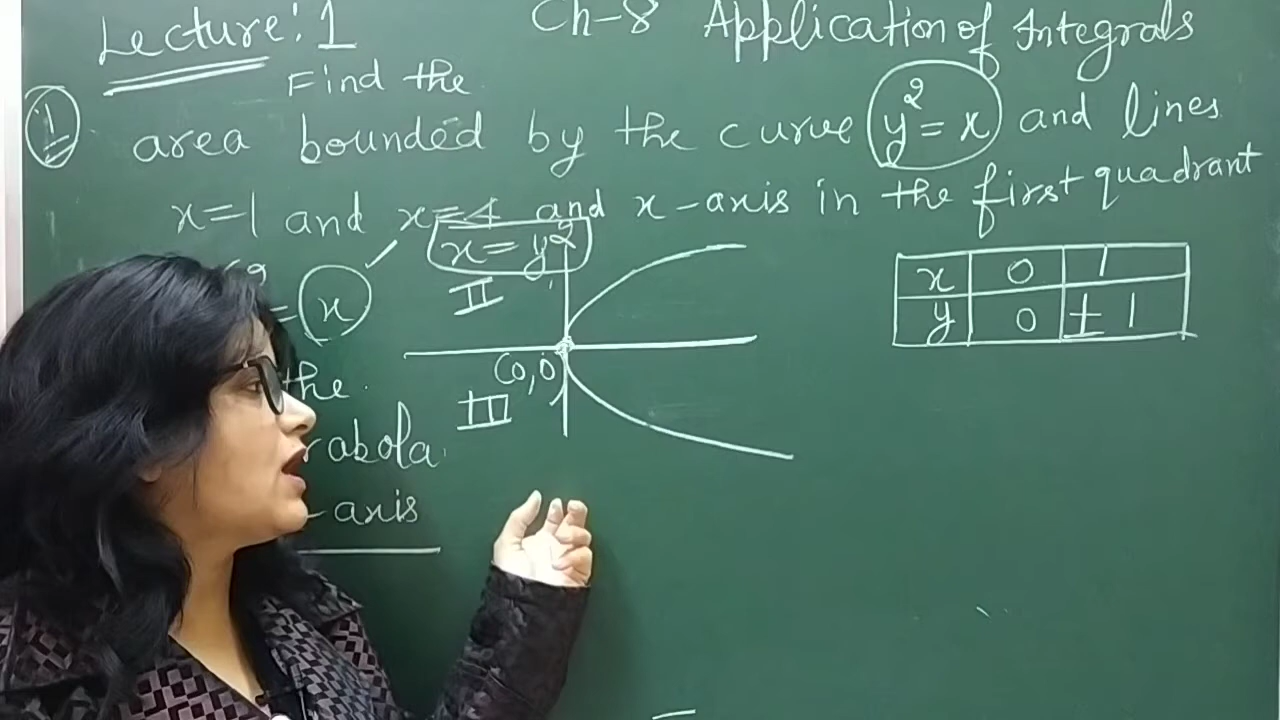 Lecture: 1
Ch-8 Application of Integrals
1 Find the
area bounded by the curve y² = x and lines
x=1 and x=4 and x-axis in the first quadrant
x = y²
= x
II
x 0 1
y 0 ±1
(0,0)
the
III
axis